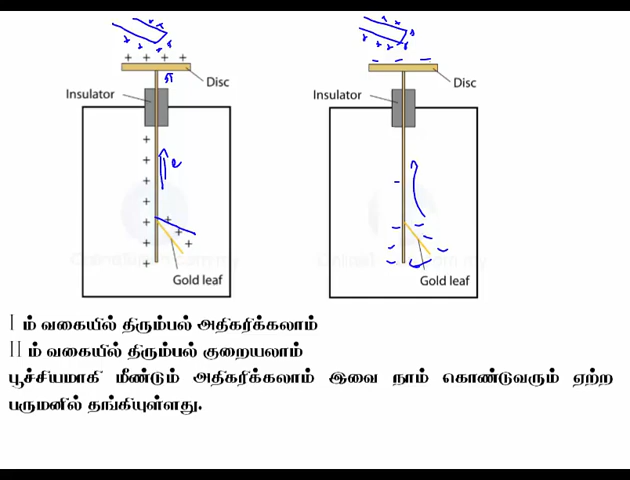 Disc
Insulator
Gold leaf
Disc
Insulator
Gold leaf
I ம் வகையில் திரும்பல் அதிகரிக்கலாம்
II ம் வகையில் திரும்பல் குறையலாம்
பூச்சியமாகி மீண்டும் அதிகரிக்கலாம் இவை நாம் கொண்டுவரும் ஏற்ற
பருமனில் தங்கியுள்ளது.